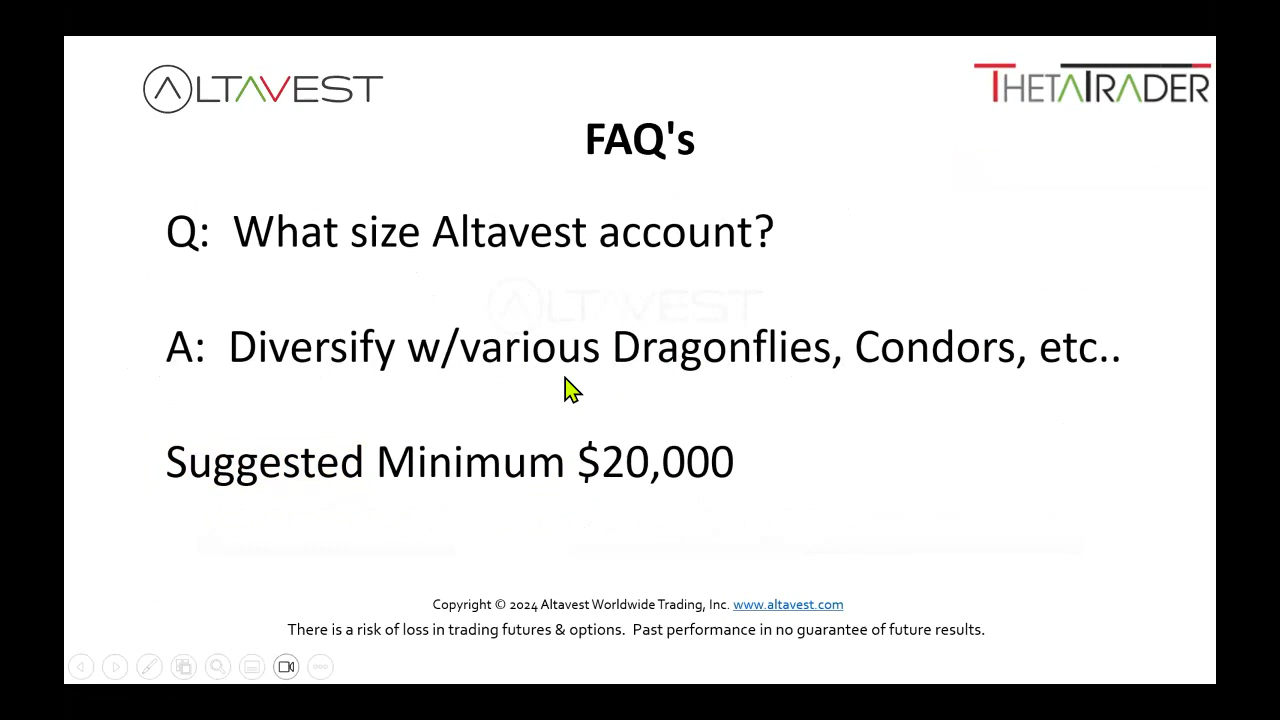 ALTAVEST
THETATRADER
FAQ's
Q: What size Altavest account?
ALTAVEST
A: Diversify w/various Dragonflies, Condors, etc..
Suggested Minimum $20,000
Copyright © 2024 Altavest Worldwide Trading, Inc. www.altavest.com
There is a risk of loss in trading futures & options. Past performance in no guarantee of future results.